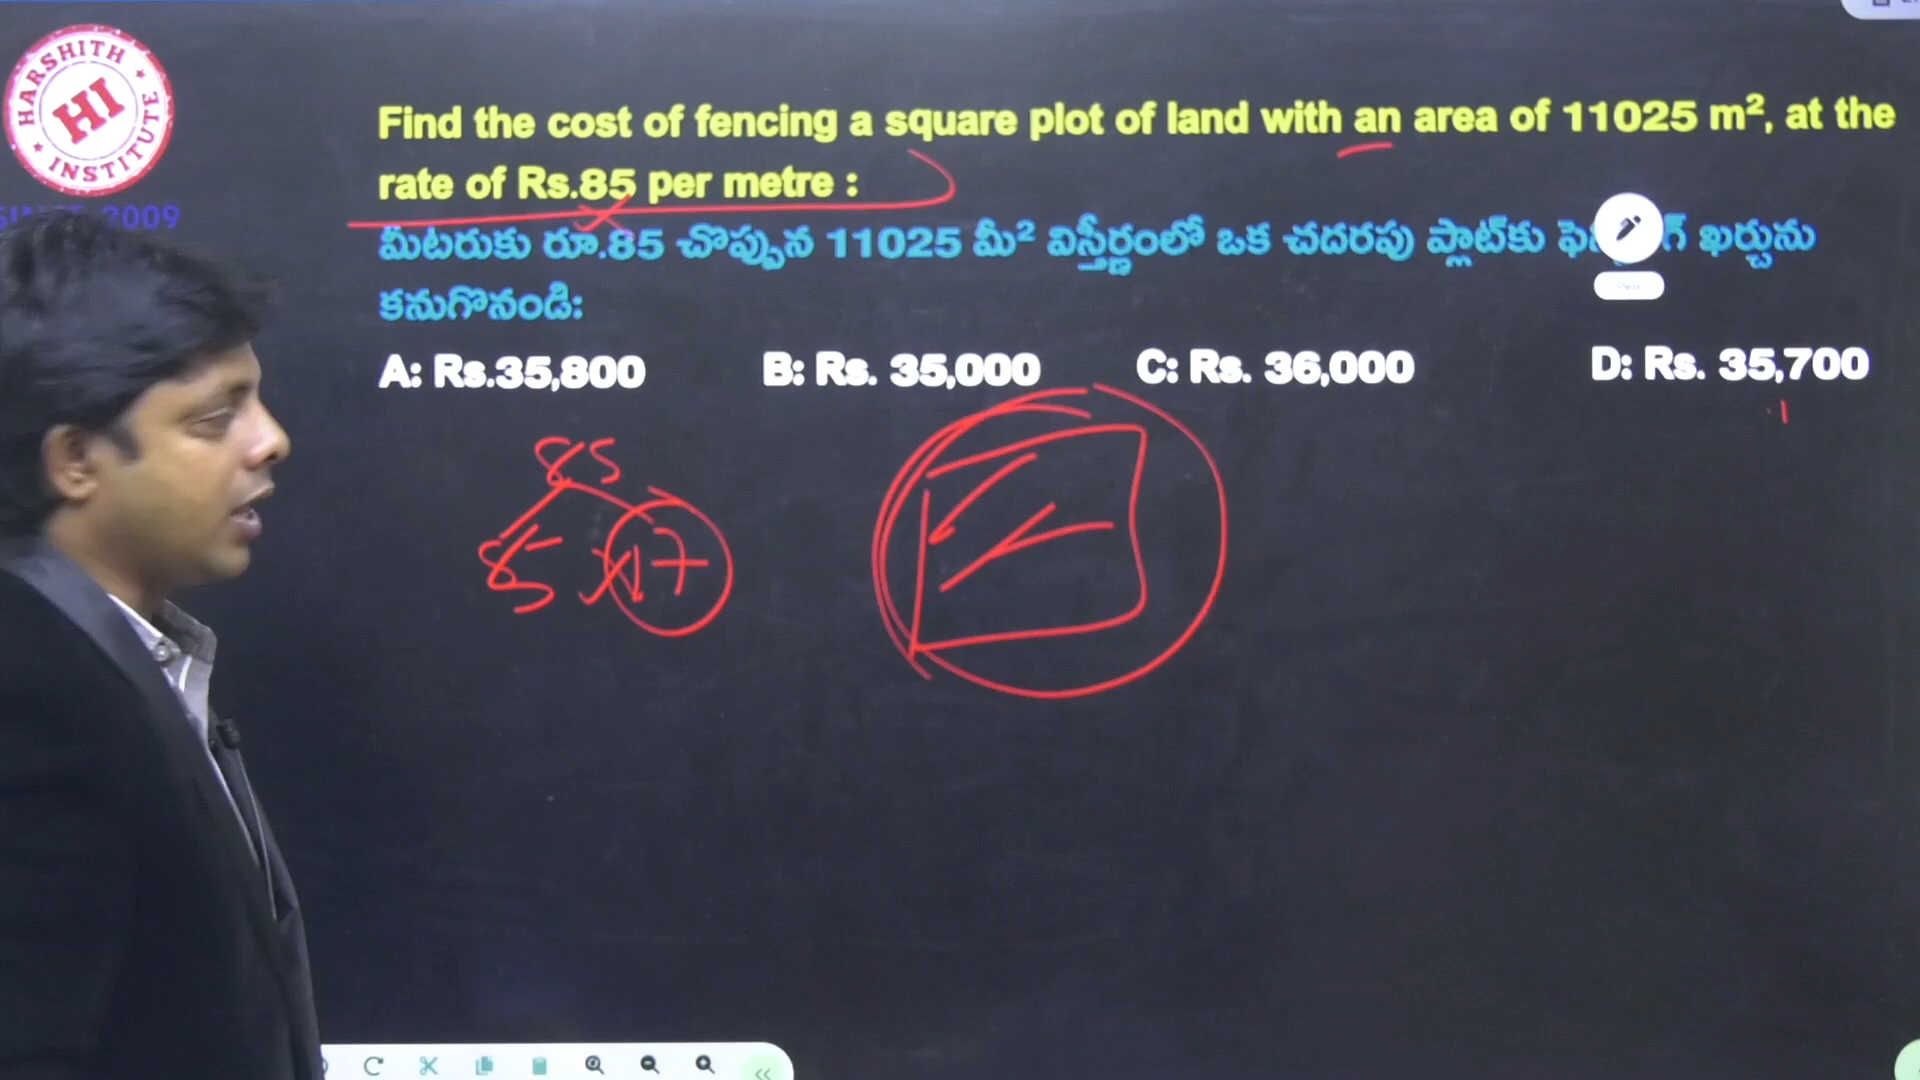 HARSHITH
HI
INSTITUTE
2009
Find the cost of fencing a square plot of land with an area of 11025 m², at the
rate of Rs.85 per metre :
మీటరుకు రూ.85 చొప్పున 11025 మీ² విస్తీర్ణంలో ఒక చదరపు ప్లాట్‌కు ఖర్చును
కనుగొనండి:
A: Rs.35,800 B: Rs. 35,000 C: Rs. 36,000 D: Rs. 35,700
85
85 x 17
Pen